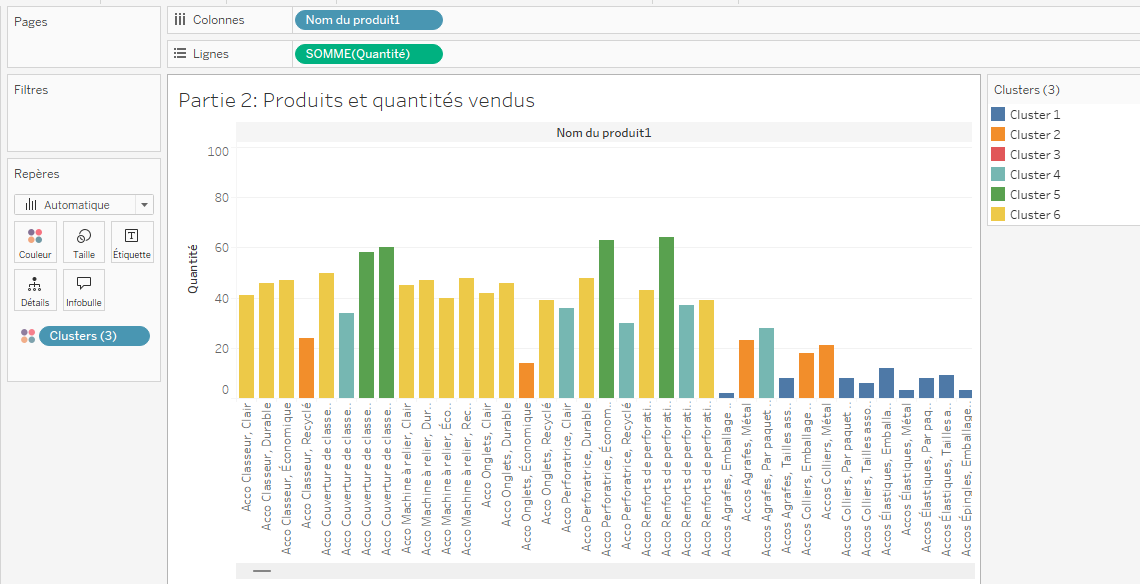 Pages
Colonnes
Nom du produit1
Lignes
SOMME(Quantité)
Filtres
Repères
Automatique
Couleur
Taille
Étiquette
Détails
Infobulle
Clusters (3)
Partie 2: Produits et quantités vendus
Nom du produit1
Quantité
100
80
60
40
20
0
Acco Classeur, Clair
Acco Classeur, Durable
Acco Classeur, Économique
Acco Classeur, Recyclé
Acco Couverture de classe..
Acco Couverture de classe..
Acco Couverture de classe..
Acco Couverture de classe..
Acco Machine à relier, Clair
Acco Machine à relier, Dur..
Acco Machine à relier, Éco..
Acco Machine à relier, Rec..
Acco Onglets, Clair
Acco Onglets, Durable
Acco Onglets, Économique
Acco Onglets, Recyclé
Acco Perforatrice, Clair
Acco Perforatrice, Durable
Acco Perforatrice, Économ..
Acco Perforatrice, Recyclé
Acco Renforts de perforati..
Acco Renforts de perforati..
Acco Renforts de perforati..
Acco Renforts de perforati..
Accos Agrafes, Emballage ..
Accos Agrafes, Métal
Accos Agrafes, Par paquet ..
Accos Agrafes, Tailles ass..
Accos Colliers, Emballage ..
Accos Colliers, Métal
Accos Colliers, Par paquet ..
Accos Colliers, Tailles asso..
Accos Élastiques, Emballa..
Accos Élastiques, Métal
Accos Élastiques, Par paq..
Accos Élastiques, Tailles a..
Accos Épingles, Emballage..
Clusters (3)
Cluster 1
Cluster 2
Cluster 3
Cluster 4
Cluster 5
Cluster 6